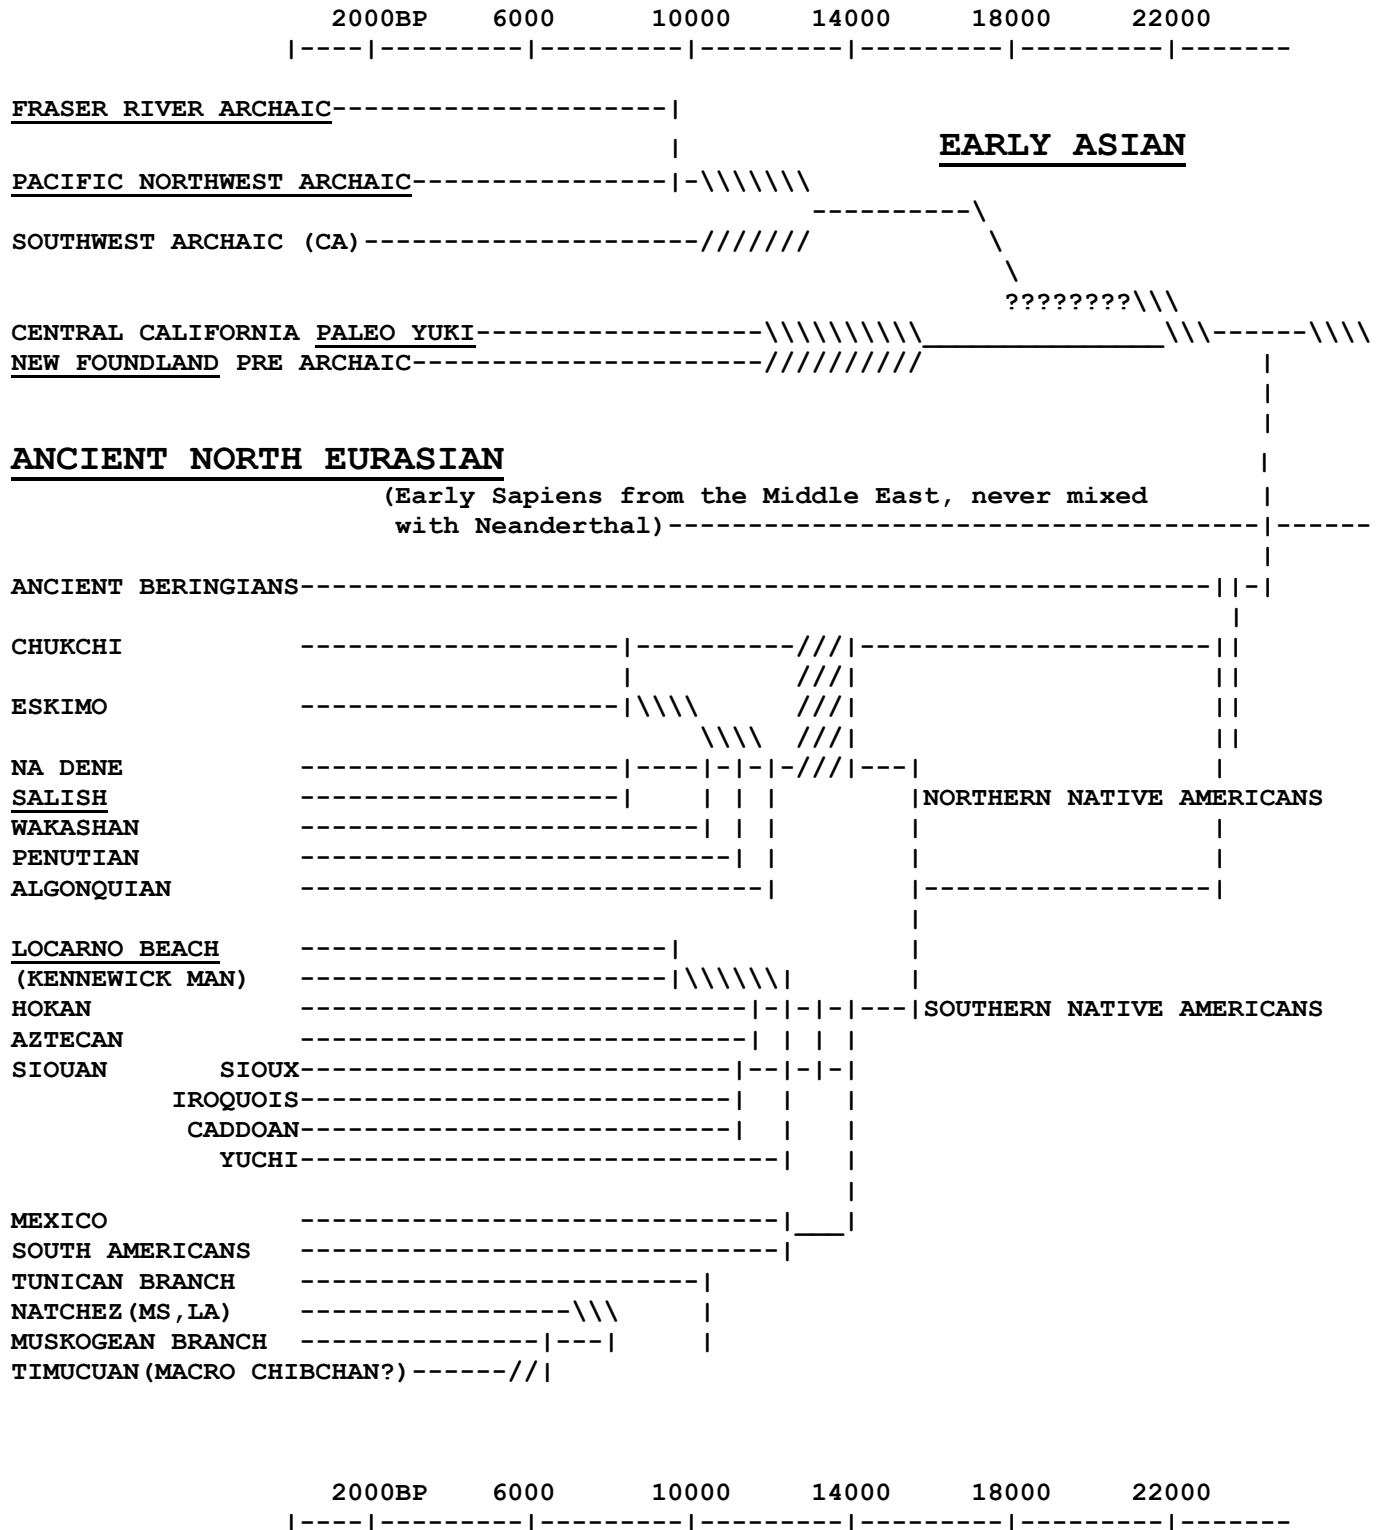 2000BP 6000 10000 14000 18000 22000
|----|---------|---------|---------|---------|---------|-------
FRASER RIVER ARCHAIC---------------------|
| EARLY ASIAN
PACIFIC NORTHWEST ARCHAIC----------------|-\\\\\\\
----------\
SOUTHWEST ARCHAIC (CA)---------------------/////// \
\
????????\\\
CENTRAL CALIFORNIA PALEO YUKI------------------\\\\\\\\\\_______________\\\------\\\\
NEW FOUNDLAND PRE ARCHAIC----------------------////////// |
|
|
ANCIENT NORTH EURASIAN |
(Early Sapiens from the Middle East, never mixed |
with Neanderthal)-------------------------------------|------
|
ANCIENT BERINGIANS---------------------------------------------------------||-|
|
CHUKCHI --------------------|----------///|----------------------||
| ///| ||
ESKIMO --------------------|\\\\ ///| ||
\\\\ ///| ||
NA DENE --------------------|----|-|-|-///|---| |
SALISH --------------------| | | | |NORTHERN NATIVE AMERICANS
WAKASHAN -------------------------| | | | |
PENUTIAN ---------------------------| | | |
ALGONQUIAN -----------------------------| |------------------|
|
LOCARNO BEACH -----------------------| |
(KENNEWICK MAN) -----------------------|\\\\\\| |
HOKAN ----------------------------|-|-|-|---|SOUTHERN NATIVE AMERICANS
AZTECAN ----------------------------| | | |
SIOUAN SIOUX---------------------------|--|-|-|
IROQUOIS---------------------------| | |
CADDOAN---------------------------| | |
YUCHI------------------------------| |
|
MEXICO ------------------------------|___|
SOUTH AMERICANS ------------------------------|
TUNICAN BRANCH -------------------------|
NATCHEZ(MS,LA) -----------------\\\ |
MUSKOGEAN BRANCH ---------------|---| |
TIMUCUAN(MACRO CHIBCHAN?)------//|
2000BP 6000 10000 14000 18000 22000
|----|---------|---------|---------|---------|---------|-------